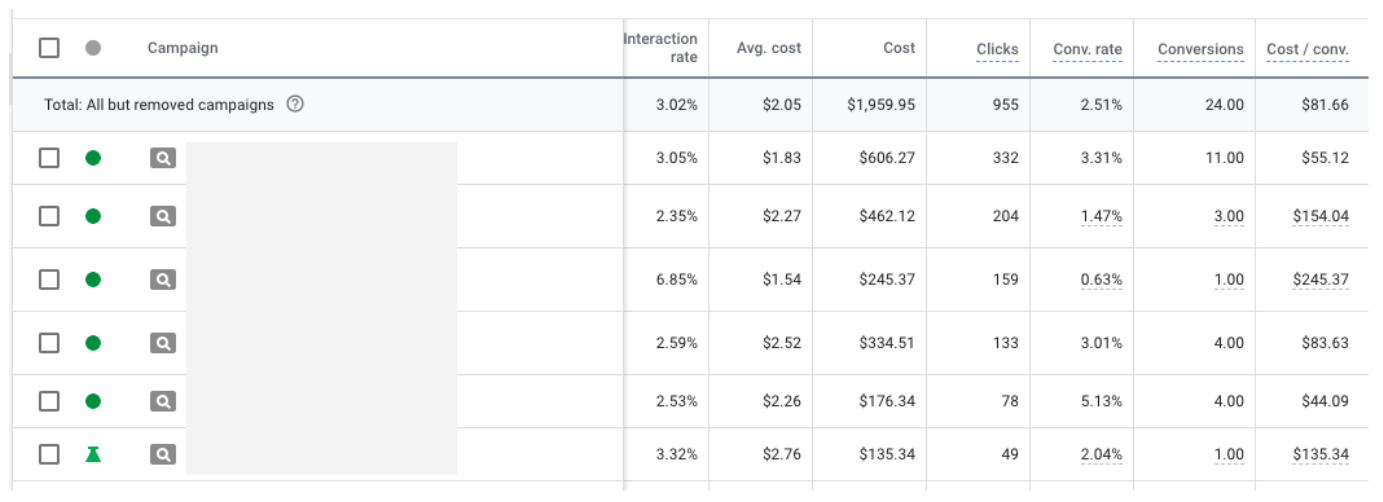 Campaign Interaction rate Avg. cost Cost Clicks Conv. rate Conversions Cost / conv.
Total: All but removed campaigns ? 3.02% $2.05 $1,959.95 955 2.51% 24.00 $81.66
3.05% $1.83 $606.27 332 3.31% 11.00 $55.12
2.35% $2.27 $462.12 204 1.47% 3.00 $154.04
6.85% $1.54 $245.37 159 0.63% 1.00 $245.37
2.59% $2.52 $334.51 133 3.01% 4.00 $83.63
2.53% $2.26 $176.34 78 5.13% 4.00 $44.09
3.32% $2.76 $135.34 49 2.04% 1.00 $135.34